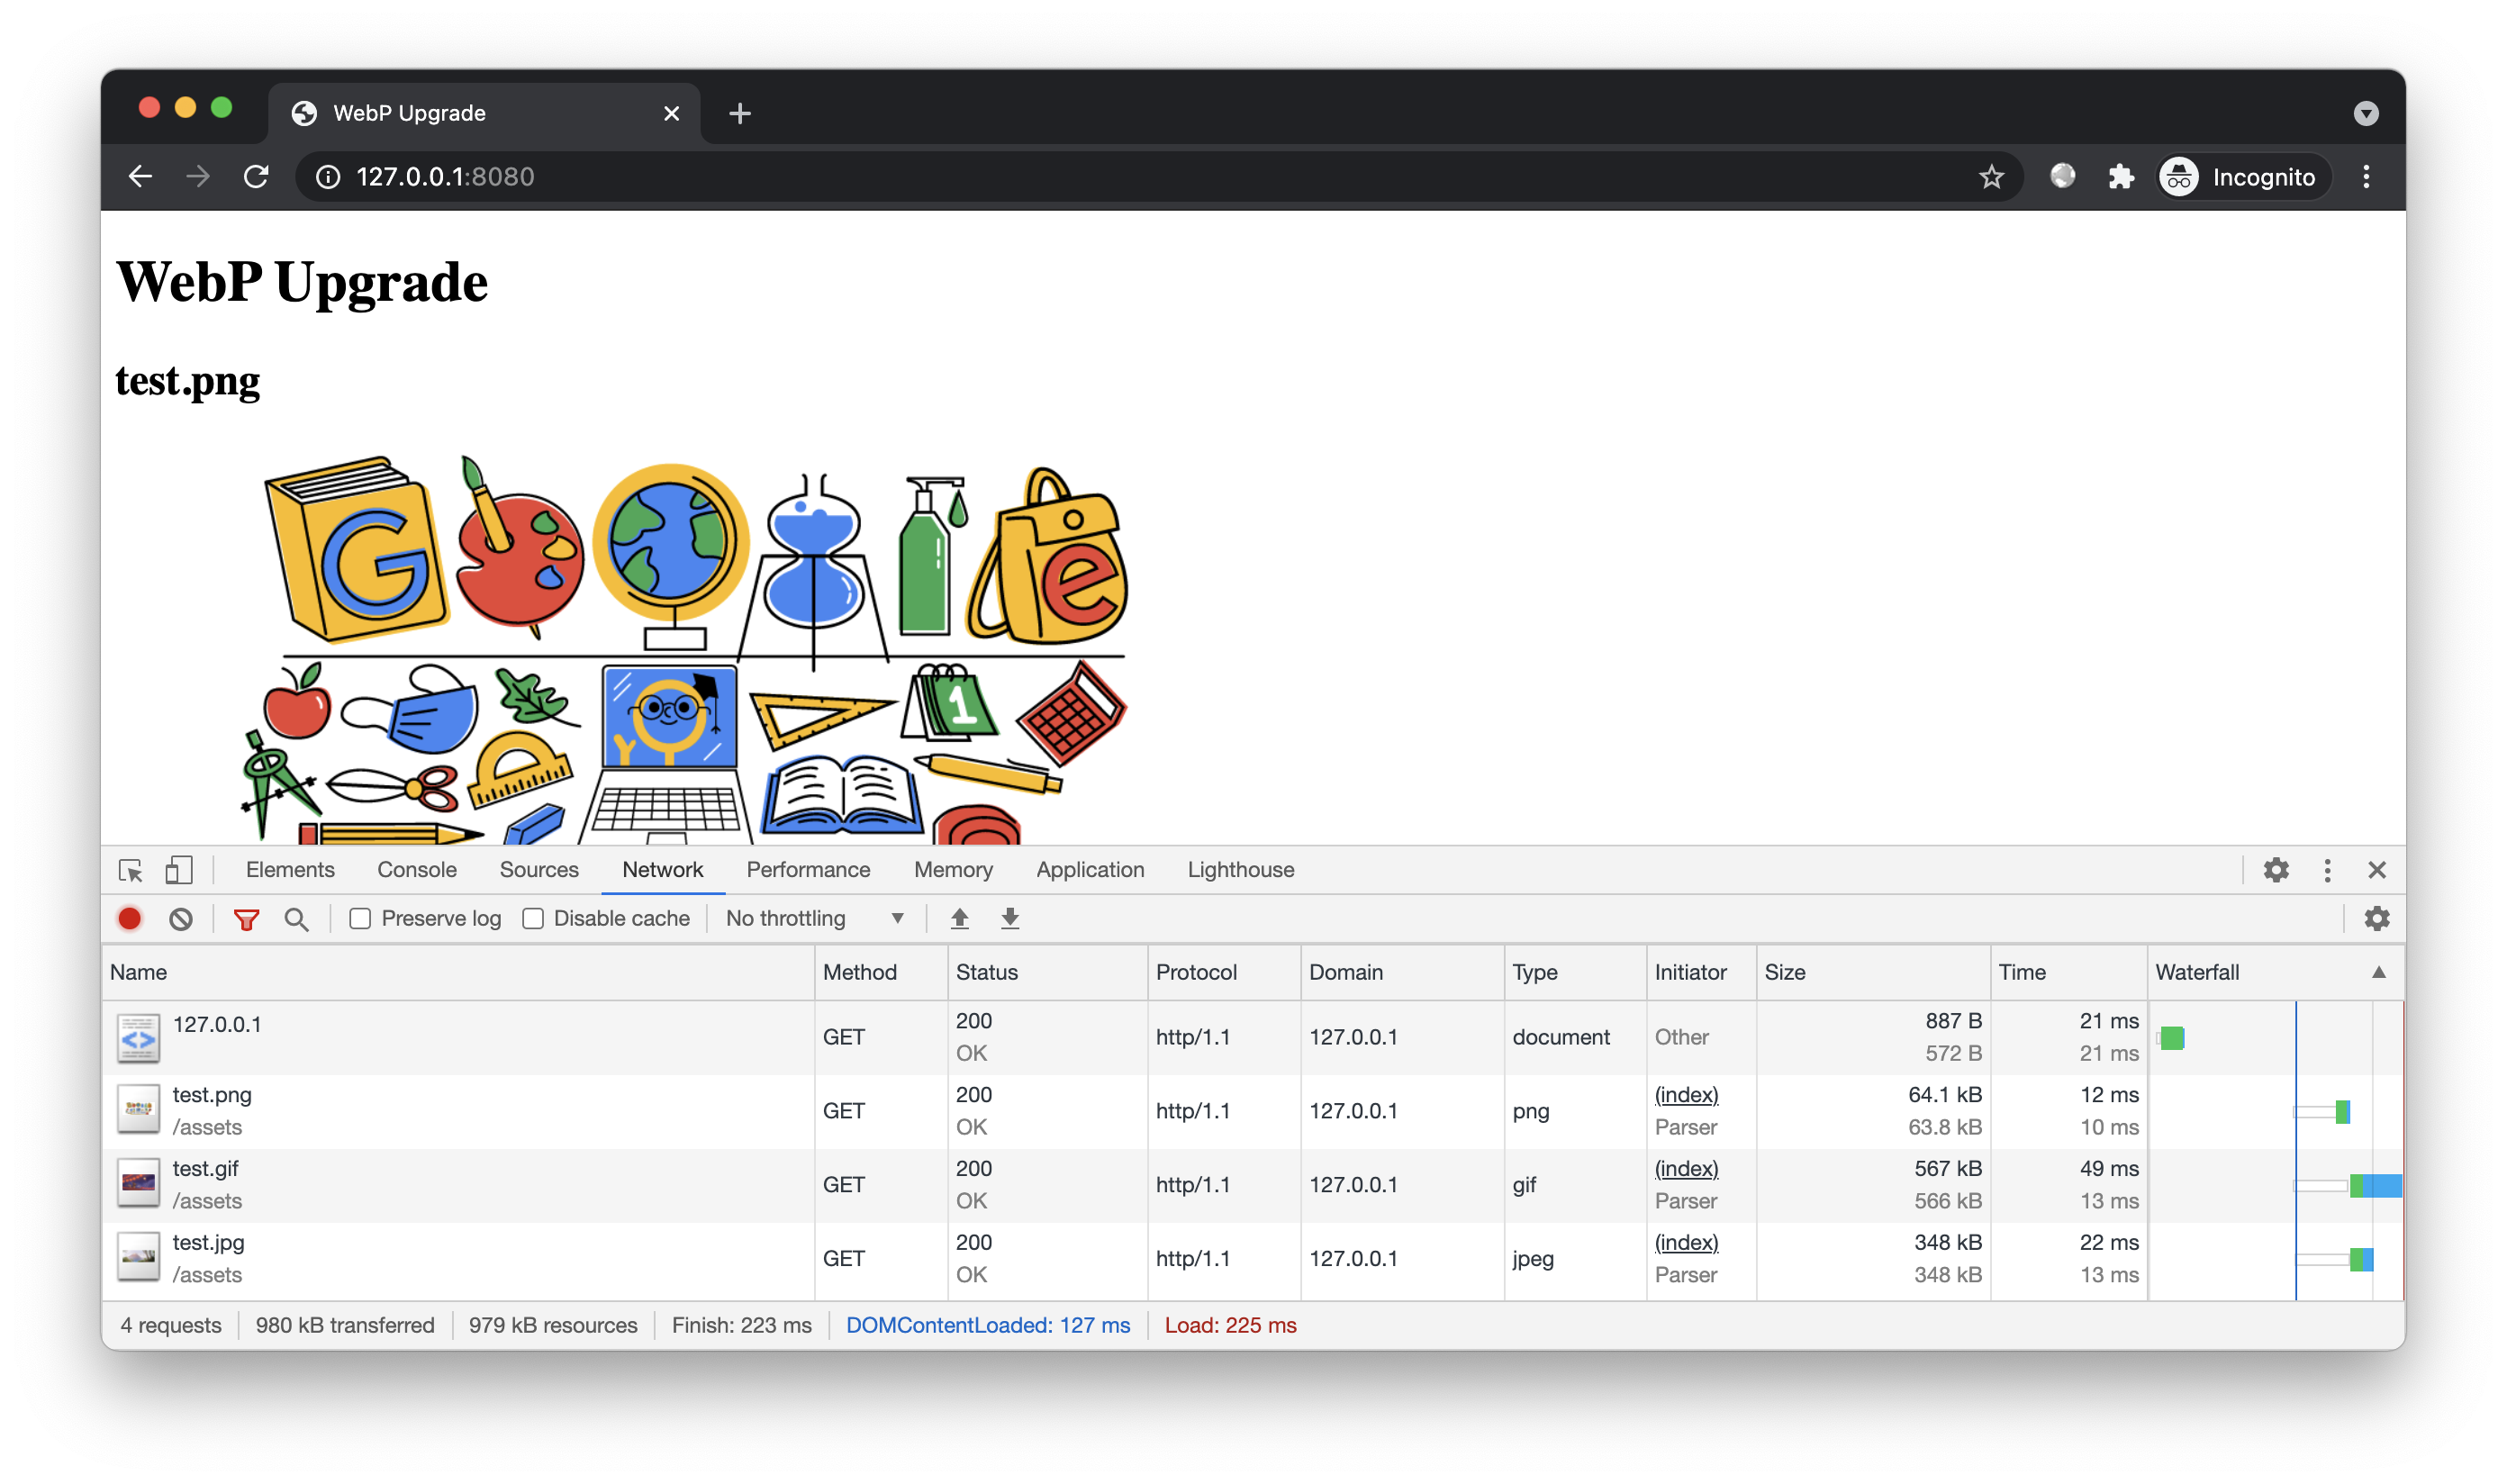 WebP Upgrade
127.0.0.1:8080
Incognito
WebP Upgrade
test.png
G
e
1
Elements Console Sources Network Performance Memory Application Lighthouse
Preserve log Disable cache No throttling
Name Method Status Protocol Domain Type Initiator Size Time Waterfall
127.0.0.1 GET 200 OK http/1.1 127.0.0.1 document Other 887 B 572 B 21 ms 21 ms
test.png /assets GET 200 OK http/1.1 127.0.0.1 png (index) Parser 64.1 kB 63.8 kB 12 ms 10 ms
test.gif /assets GET 200 OK http/1.1 127.0.0.1 gif (index) Parser 567 kB 566 kB 49 ms 13 ms
test.jpg /assets GET 200 OK http/1.1 127.0.0.1 jpeg (index) Parser 348 kB 348 kB 22 ms 13 ms
4 requests 980 kB transferred 979 kB resources Finish: 223 ms DOMContentLoaded: 127 ms Load: 225 ms